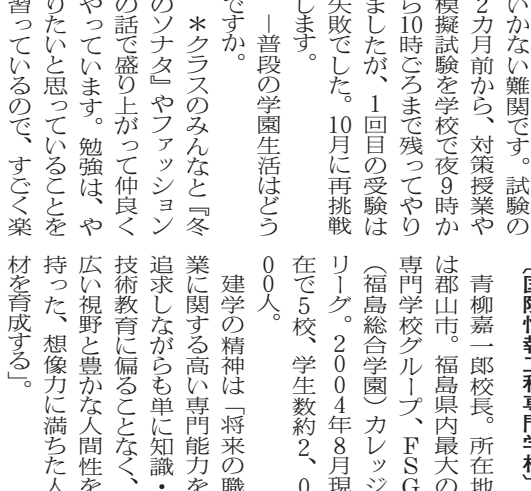 いかない難関です。試験の
2カ月前から、対策授業や
模擬試験を学校で夜9時か
ら10時ごろまで残ってやり
ましたが、1回目の受験は
失敗でした。10月に再挑戦
します。
―普段の学園生活はどう
ですか。
＊クラスのみんなと『冬
のソナタ』やファッション
の話で盛り上がって仲良く
やっています。勉強は、や
りたいと思っていることを
習っているので、すごく楽
青柳嘉一郎校長。所在地
は郡山市。福島県内最大の
専門学校グループ、FSG
（福島総合学園）カレッジ
リーグ。2004年8月現
在で5校、学生数約2、0
00人。
建学の精神は「将来の職
業に関する高い専門能力を
追求しながらも単に知識・
技術教育に偏ることなく、
広い視野と豊かな人間性を
持った、想像力に満ちた人
材を育成する」。